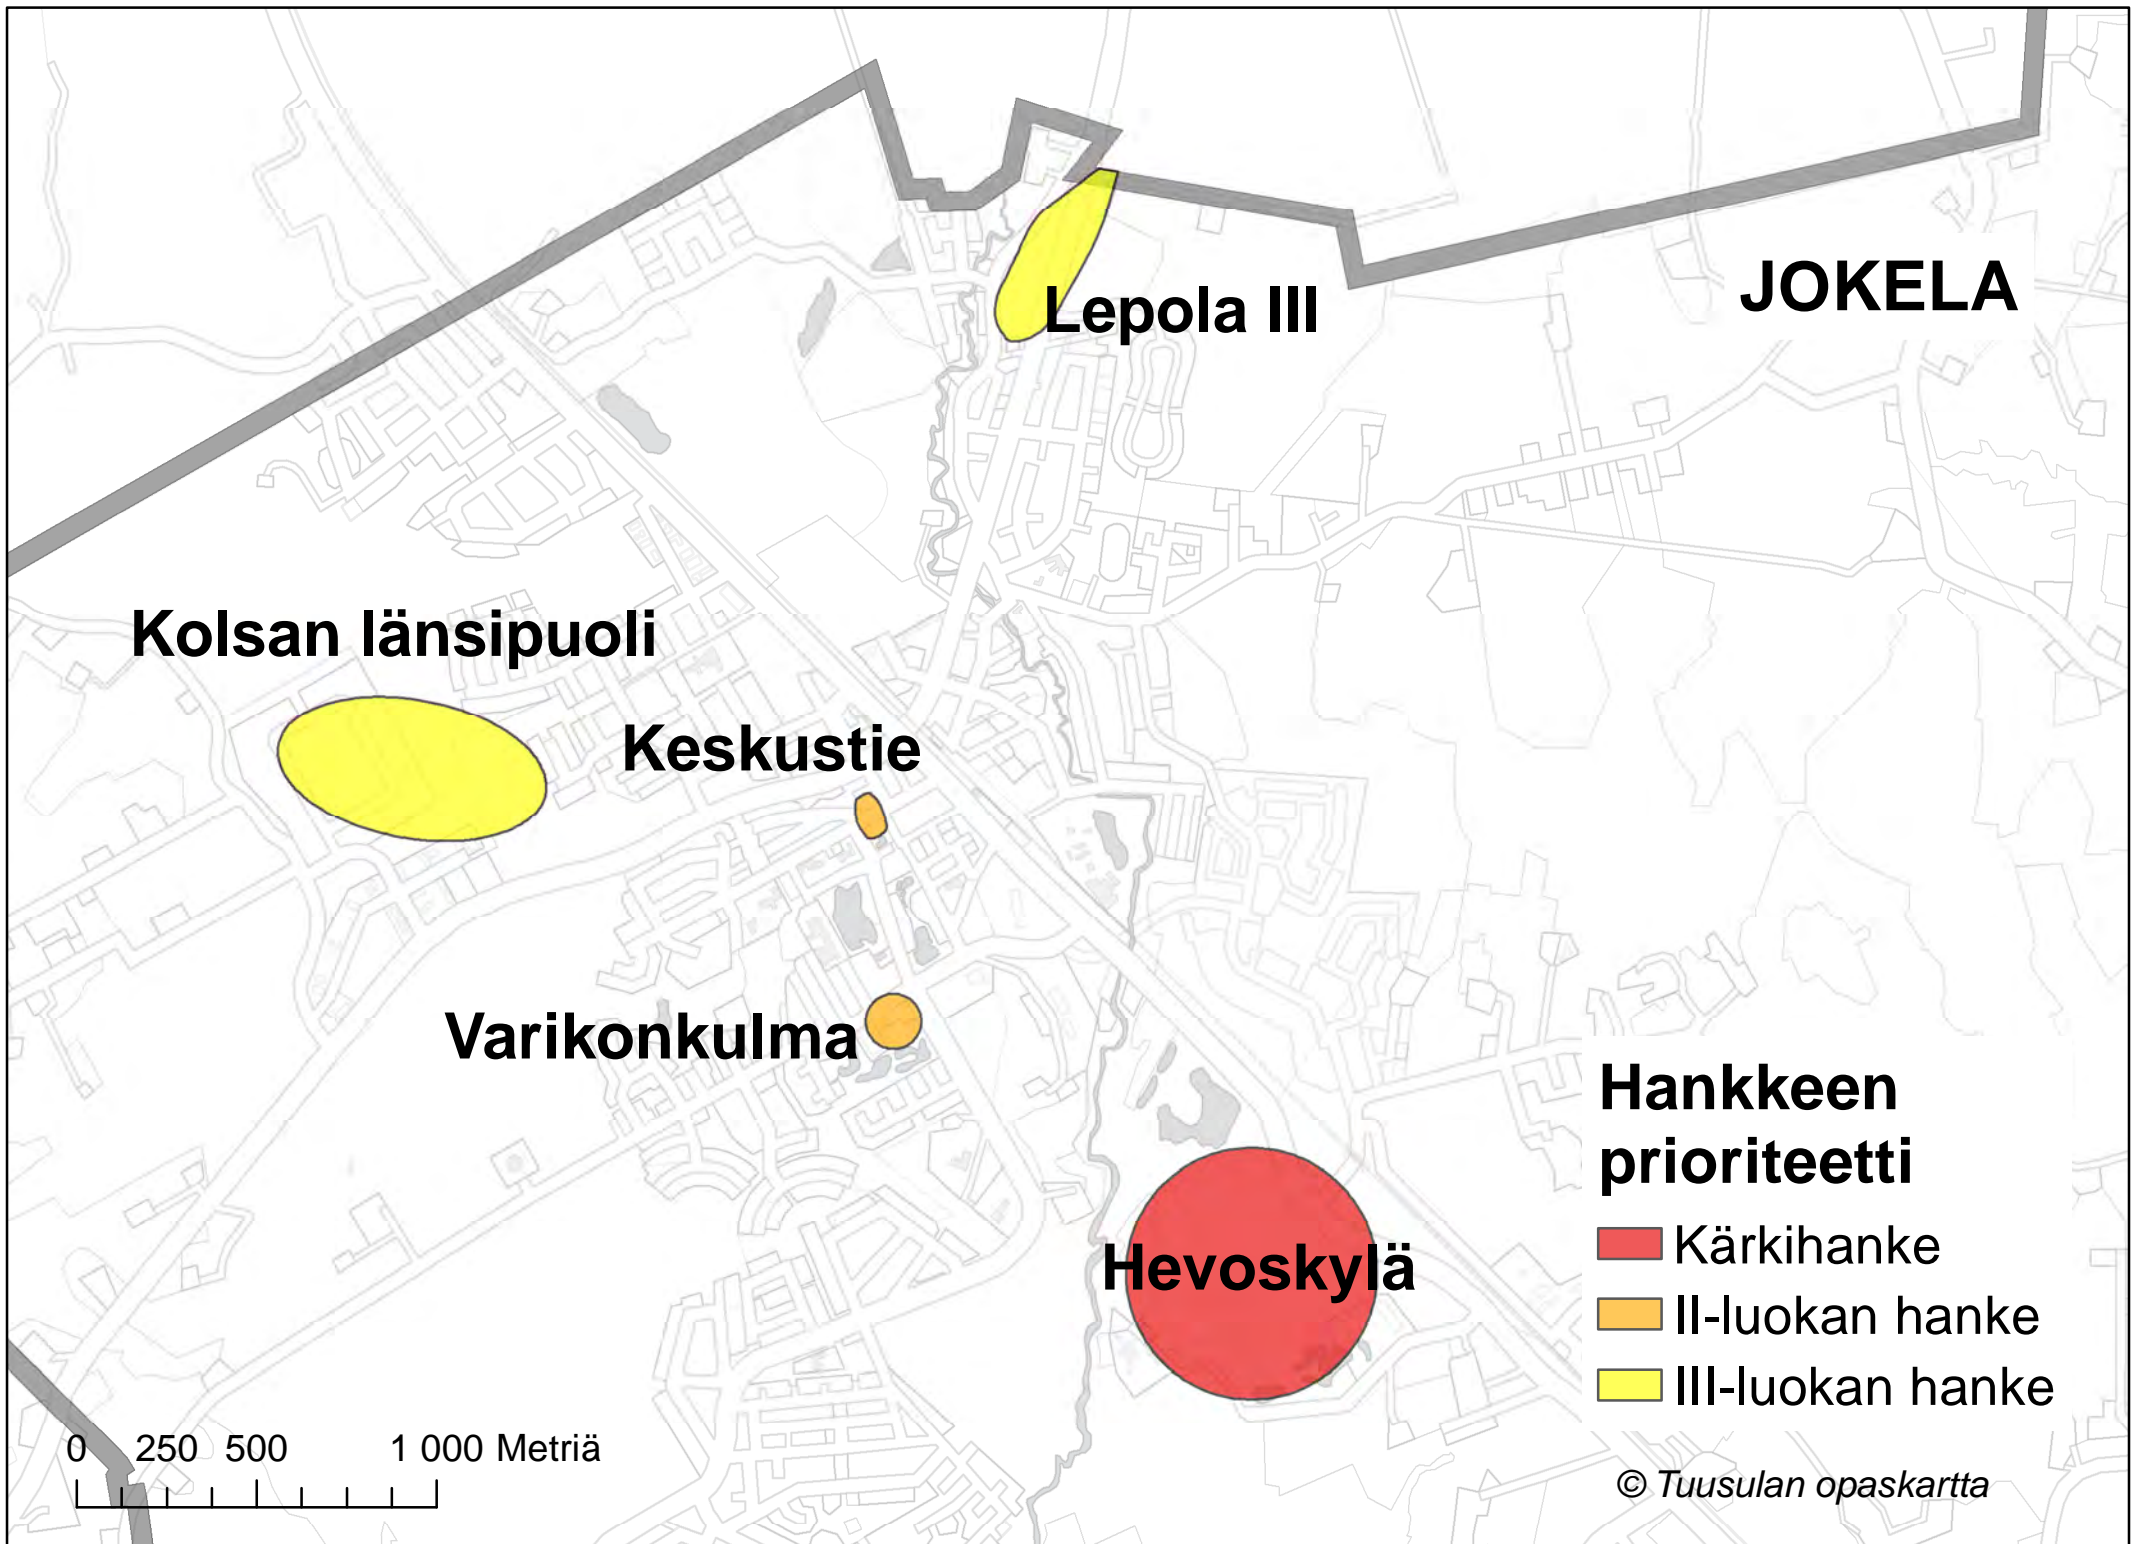 JOKELA
Lepola III
Kolsan länsipuoli
Keskustie
Varikonkulma
Hevoskylä
Hankkeen
prioriteetti
Kärkihanke
II-luokan hanke
III-luokan hanke
0 250 500 1 000 Metriä
© Tuusulan opaskartta